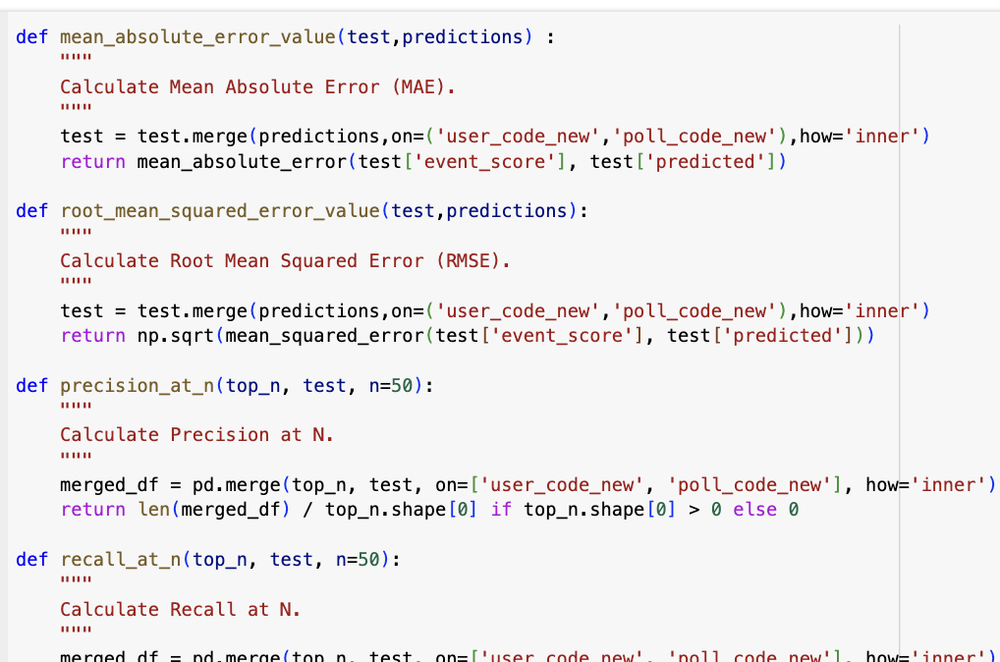 def mean_absolute_error_value(test,predictions) :
    """
    Calculate Mean Absolute Error (MAE).
    """
    test = test.merge(predictions,on=('user_code_new','poll_code_new'),how='inner')
    return mean_absolute_error(test['event_score'], test['predicted'])

def root_mean_squared_error_value(test,predictions):
    """
    Calculate Root Mean Squared Error (RMSE).
    """
    test = test.merge(predictions,on=('user_code_new','poll_code_new'),how='inner')
    return np.sqrt(mean_squared_error(test['event_score'], test['predicted']))

def precision_at_n(top_n, test, n=50):
    """
    Calculate Precision at N.
    """
    merged_df = pd.merge(top_n, test, on=['user_code_new', 'poll_code_new'], how='inner')
    return len(merged_df) / top_n.shape[0] if top_n.shape[0] > 0 else 0

def recall_at_n(top_n, test, n=50):
    """
    Calculate Recall at N.
    """
    merged_df = pd.merge(top_n, test, on=['user_code_new', 'poll_code_new'], how='inner')